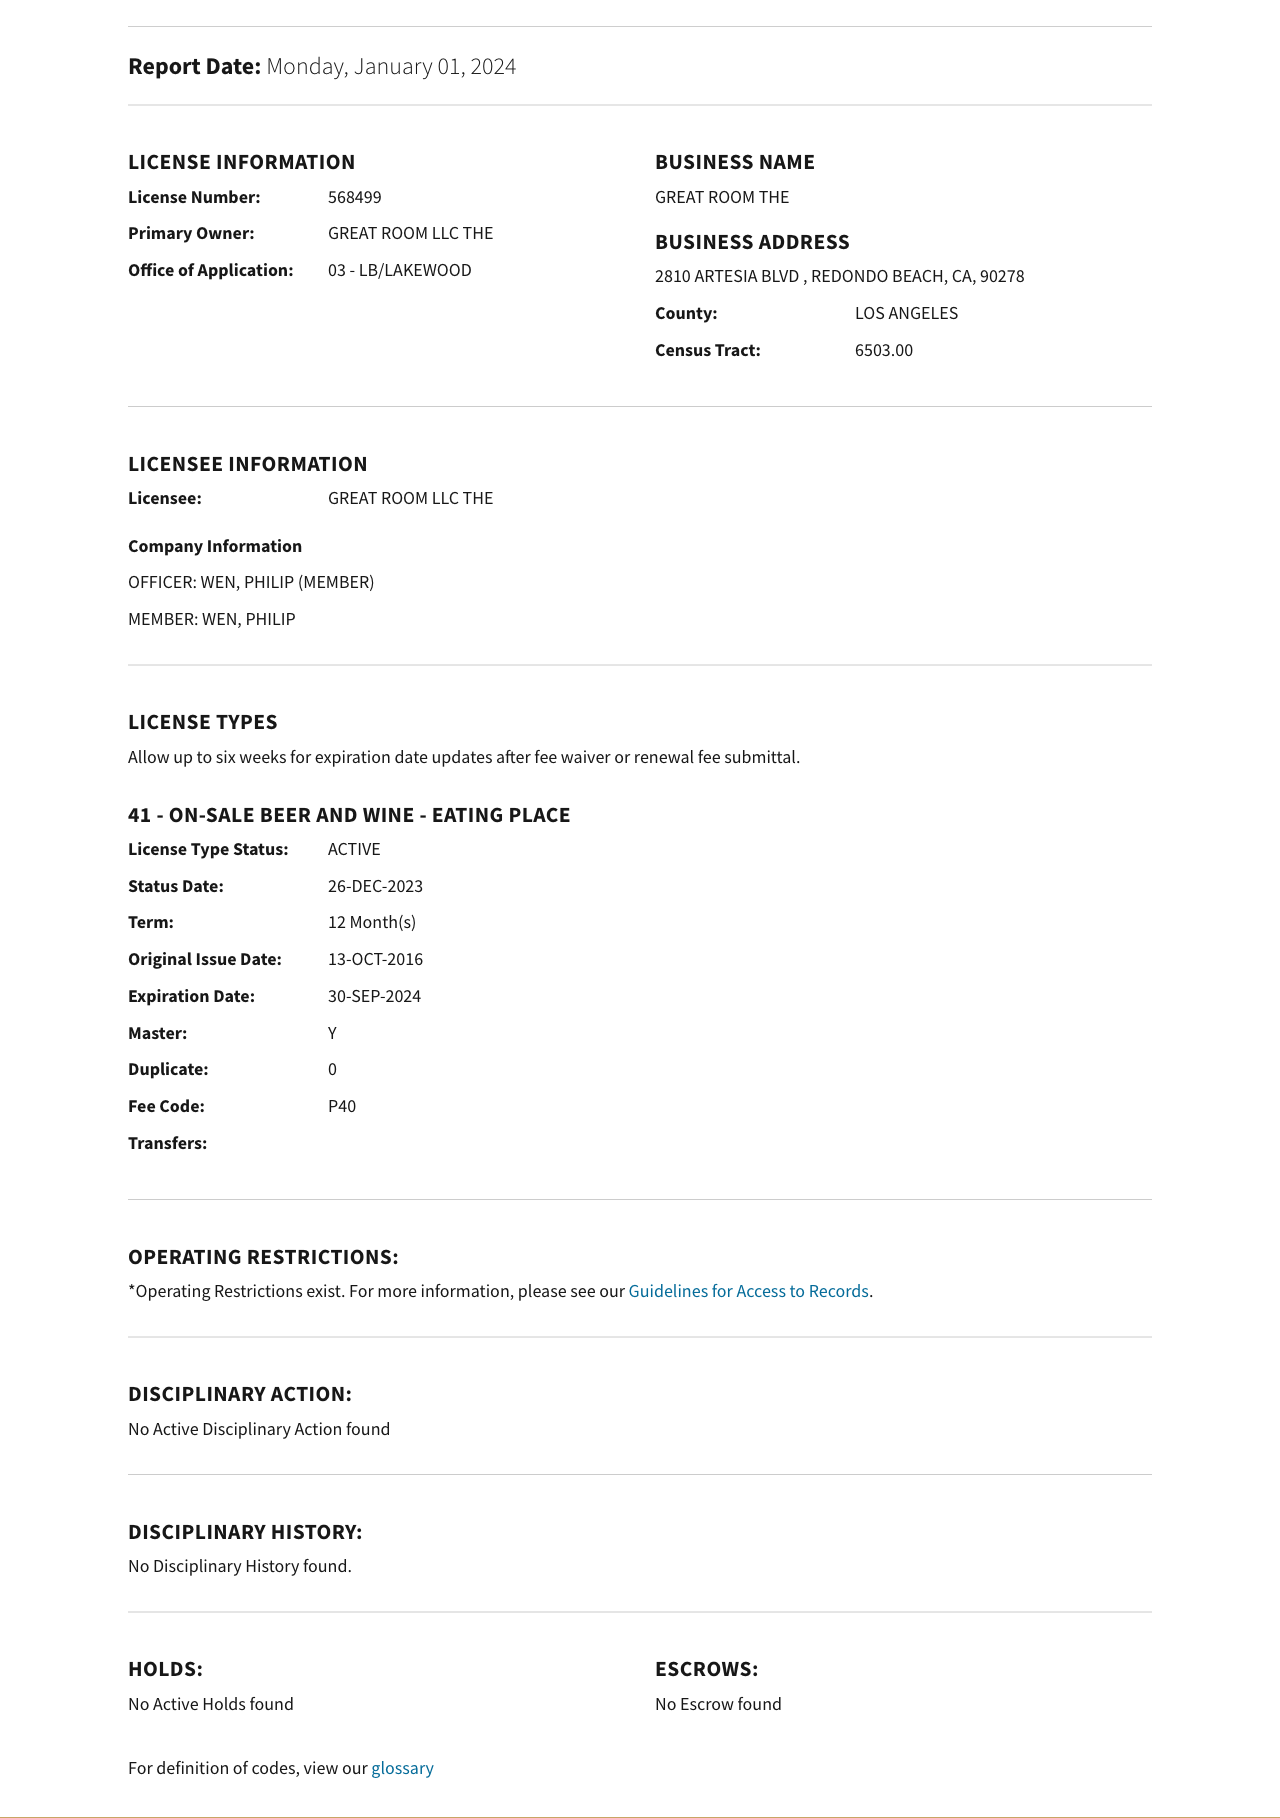 Report Date: Monday, January 01, 2024
LICENSE INFORMATION
License Number: 568499
Primary Owner: GREAT ROOM LLC THE
Office of Application: 03 - LB/LAKEWOOD
BUSINESS NAME
GREAT ROOM THE
BUSINESS ADDRESS
2810 ARTESIA BLVD , REDONDO BEACH, CA, 90278
County: LOS ANGELES
Census Tract: 6503.00
LICENSEE INFORMATION
Licensee: GREAT ROOM LLC THE
Company Information
OFFICER: WEN, PHILIP (MEMBER)
MEMBER: WEN, PHILIP
LICENSE TYPES
Allow up to six weeks for expiration date updates after fee waiver or renewal fee submittal.
41 - ON-SALE BEER AND WINE - EATING PLACE
License Type Status: ACTIVE
Status Date: 26-DEC-2023
Term: 12 Month(s)
Original Issue Date: 13-OCT-2016
Expiration Date: 30-SEP-2024
Master: Y
Duplicate: 0
Fee Code: P40
Transfers:
OPERATING RESTRICTIONS:
*Operating Restrictions exist. For more information, please see our Guidelines for Access to Records.
DISCIPLINARY ACTION:
No Active Disciplinary Action found
DISCIPLINARY HISTORY:
No Disciplinary History found.
HOLDS:
No Active Holds found
ESCROWS:
No Escrow found
For definition of codes, view our glossary